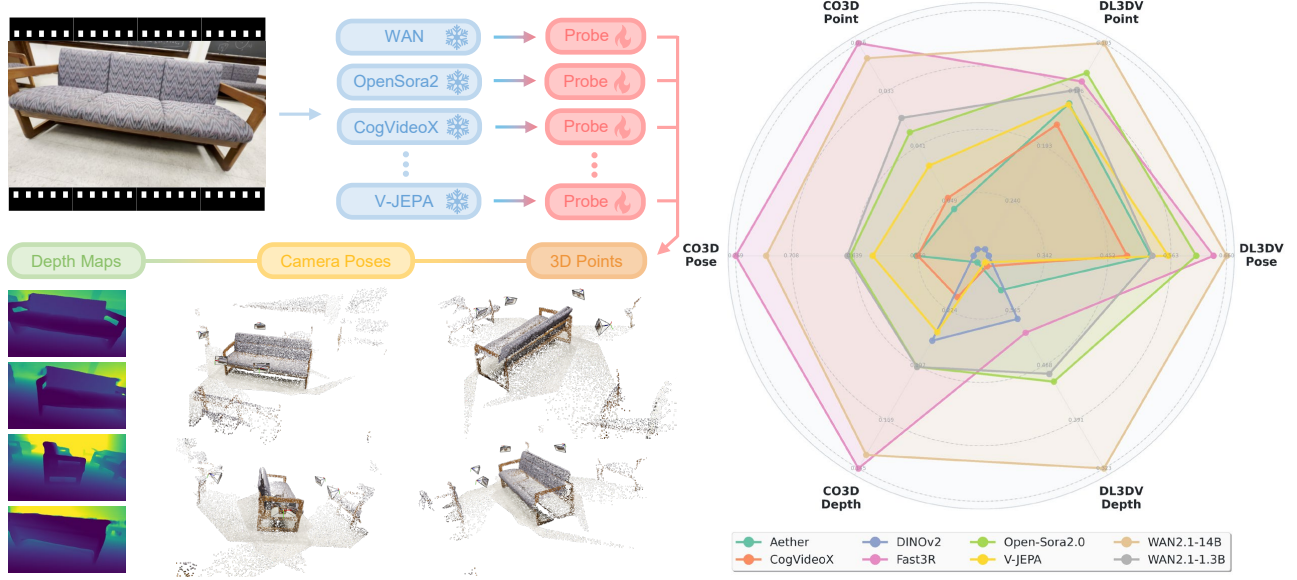 WAN
Probe
OpenSora2
Probe
CogVideoX
Probe
V-JEPA
Probe
Depth Maps
Camera Poses
3D Points
CO3D
Point
DL3DV
Point
CO3D
Pose
DL3DV
Pose
CO3D
Depth
DL3DV
Depth
Aether
DINOv2
Open-Sora2.0
WAN2.1-14B
CogVideoX
Fast3R
V-JEPA
WAN2.1-1.3B